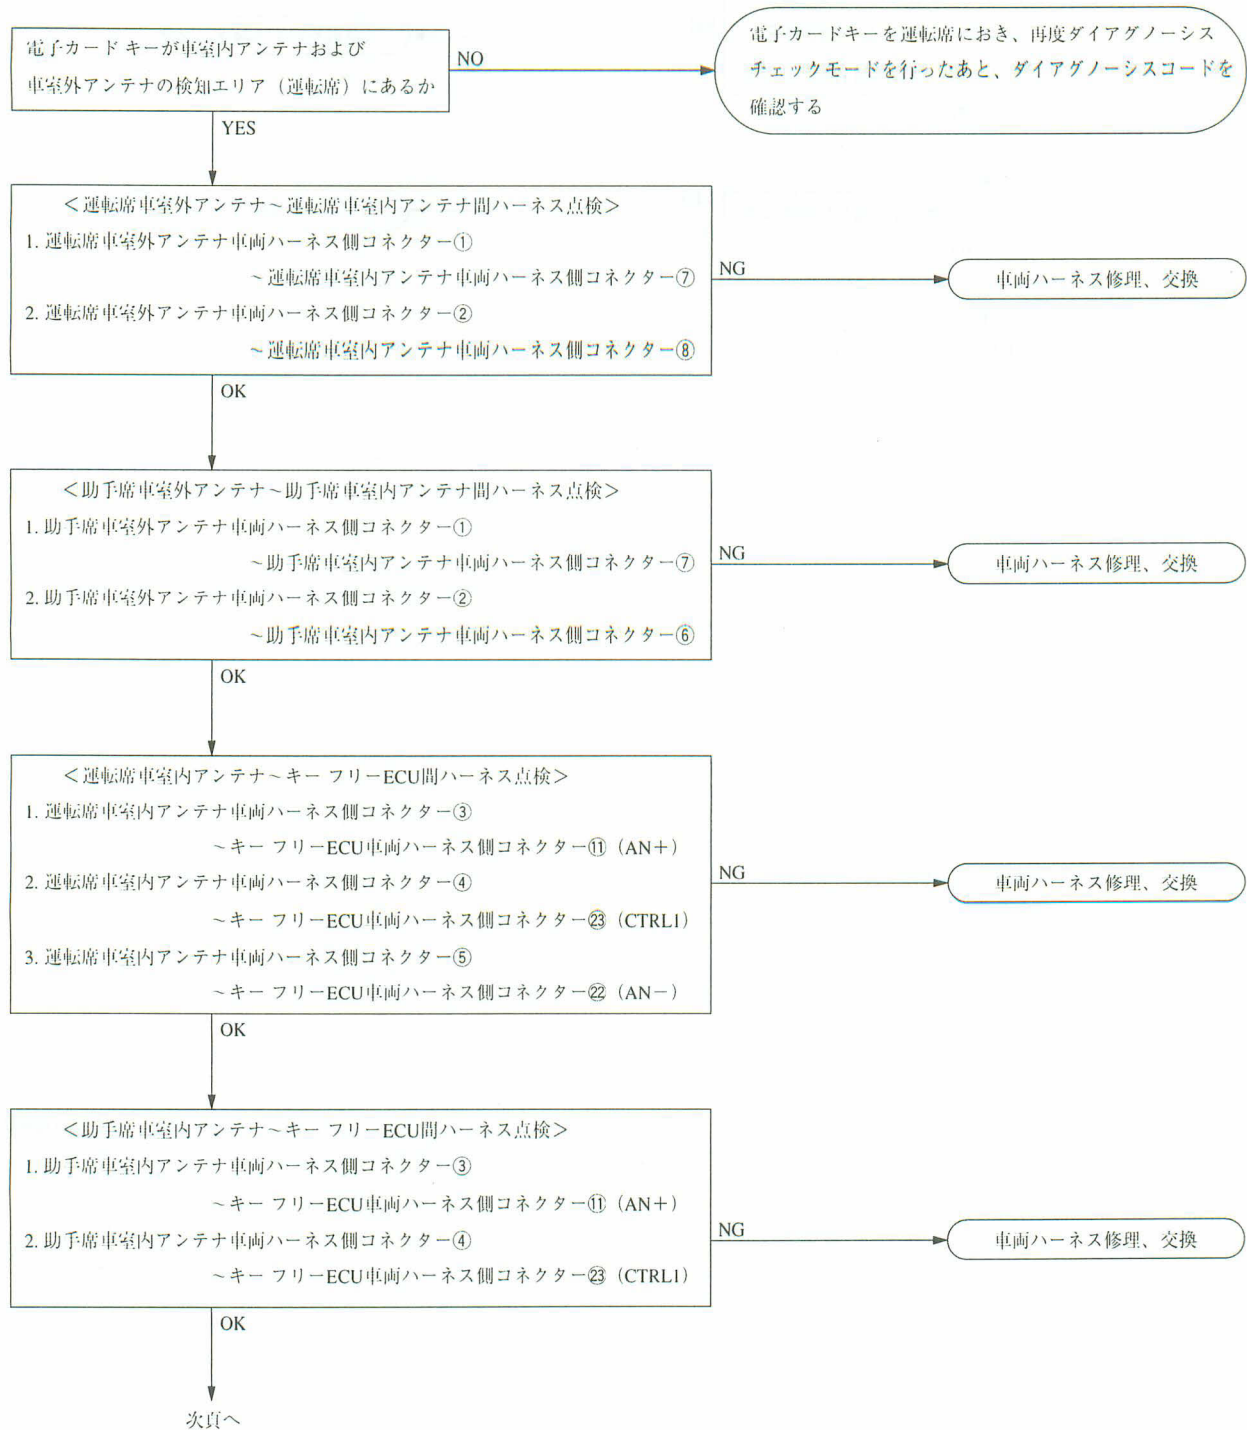 電子カード キーが車室内アンテナおよび
車室外アンテナの検知エリア（運転席）にあるか
NO
電子カードキーを運転席におき、再度ダイアグノーシス
チェックモードを行ったあと、ダイアグノーシスコードを
確認する
YES
＜運転席車室外アンテナ～運転席車室内アンテナ間ハーネス点検＞
1. 運転席車室外アンテナ車両ハーネス側コネクター①
～運転席車室内アンテナ車両ハーネス側コネクター⑦
2. 運転席車室外アンテナ車両ハーネス側コネクター②
～運転席車室内アンテナ車両ハーネス側コネクター⑧
NG
車両ハーネス修理、交換
OK
＜助手席車室外アンテナ～助手席車室内アンテナ間ハーネス点検＞
1. 助手席車室外アンテナ車両ハーネス側コネクター①
～助手席車室内アンテナ車両ハーネス側コネクター⑦
2. 助手席車室外アンテナ車両ハーネス側コネクター②
～助手席車室内アンテナ車両ハーネス側コネクター⑥
NG
車両ハーネス修理、交換
OK
＜運転席車室内アンテナ～キー フリーECU間ハーネス点検＞
1. 運転席車室内アンテナ車両ハーネス側コネクター③
～キー フリーECU車両ハーネス側コネクター⑪（AN＋）
2. 運転席車室内アンテナ車両ハーネス側コネクター④
～キー フリーECU車両ハーネス側コネクター㉓（CTRL1）
3. 運転席車室内アンテナ車両ハーネス側コネクター⑤
～キー フリーECU車両ハーネス側コネクター㉒（AN－）
NG
車両ハーネス修理、交換
OK
＜助手席車室内アンテナ～キー フリーECU間ハーネス点検＞
1. 助手席車室内アンテナ車両ハーネス側コネクター③
～キー フリーECU車両ハーネス側コネクター⑪（AN＋）
2. 助手席車室内アンテナ車両ハーネス側コネクター④
～キー フリーECU車両ハーネス側コネクター㉓（CTRL1）
NG
車両ハーネス修理、交換
OK
次頁へ